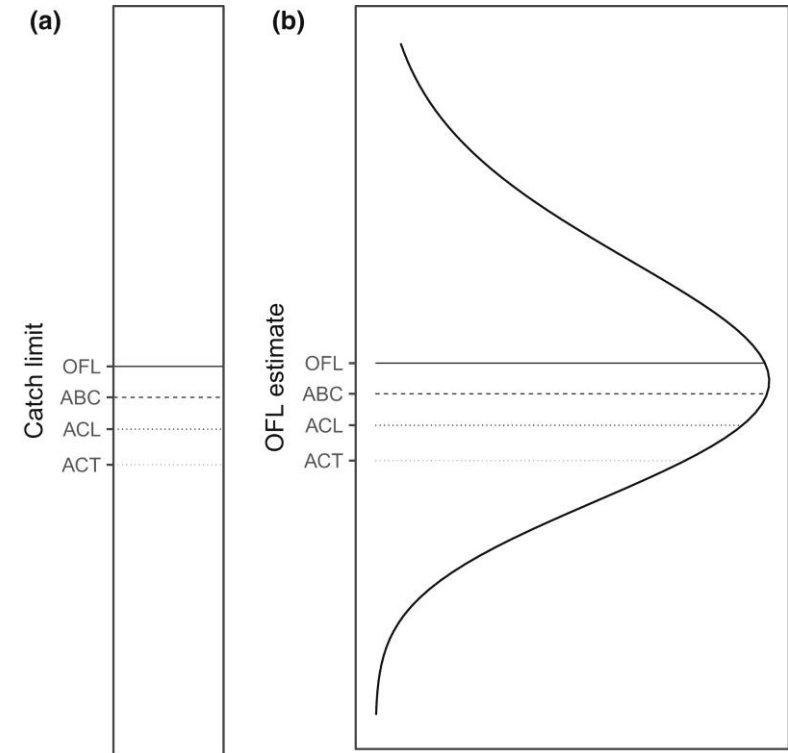 (a)
Catch limit
OFL
ABC
ACL
ACT
(b)
OFL estimate
OFL
ABC
ACL
ACT